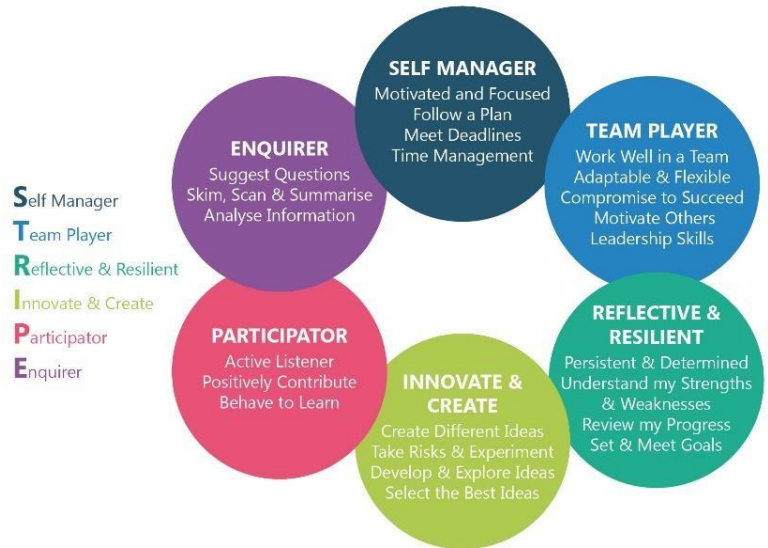 Self Manager
Team Player
Reflective & Resilient
Innovate & Create
Participator
Enquirer
SELF MANAGER
Motivated and Focused
Follow a Plan
Meet Deadlines
Time Management
TEAM PLAYER
Work Well in a Team
Adaptable & Flexible
Compromise to Succeed
Motivate Others
Leadership Skills
REFLECTIVE &
RESILIENT
Persistent & Determined
Understand my Strengths
& Weaknesses
Review my Progress
Set & Meet Goals
INNOVATE &
CREATE
Create Different Ideas
Take Risks & Experiment
Develop & Explore Ideas
Select the Best Ideas
PARTICIPATOR
Active Listener
Positively Contribute
Behave to Learn
ENQUIRER
Suggest Questions
Skim, Scan & Summarise
Analyse Information